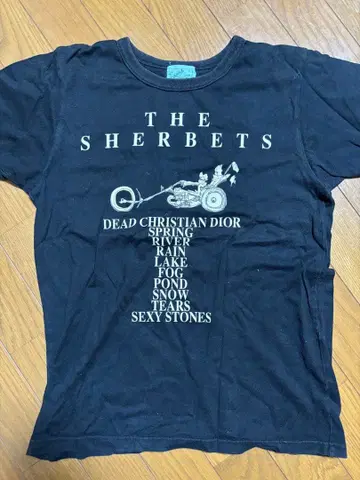 THE
SHERBETS
DEAD CHRISTIAN DIOR
SPRING
RIVER
RAIN
LAKE
FOG
POND
SNOW
TEARS
SEXY STONES